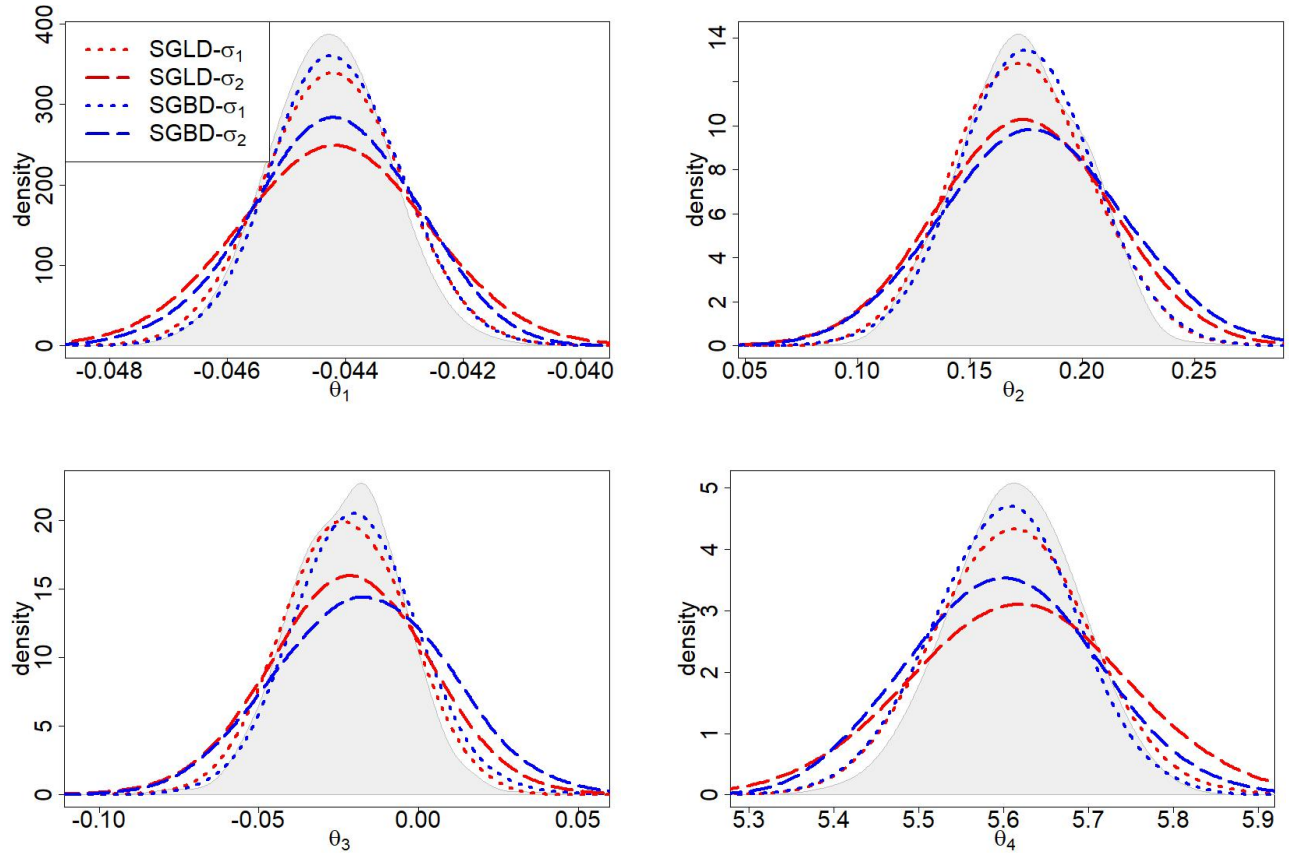 density
400
300
200
100
0
SGLD-σ₁
SGLD-σ₂
SGBD-σ₁
SGBD-σ₂
-0.048 -0.046 -0.044 -0.042 -0.040
θ₁
density
14
12
10
8
6
4
2
0
0.05 0.10 0.15 0.20 0.25
θ₂
density
20
15
10
5
0
-0.10 -0.05 0.00 0.05
θ₃
density
5
4
3
2
1
0
5.3 5.4 5.5 5.6 5.7 5.8 5.9
θ₄